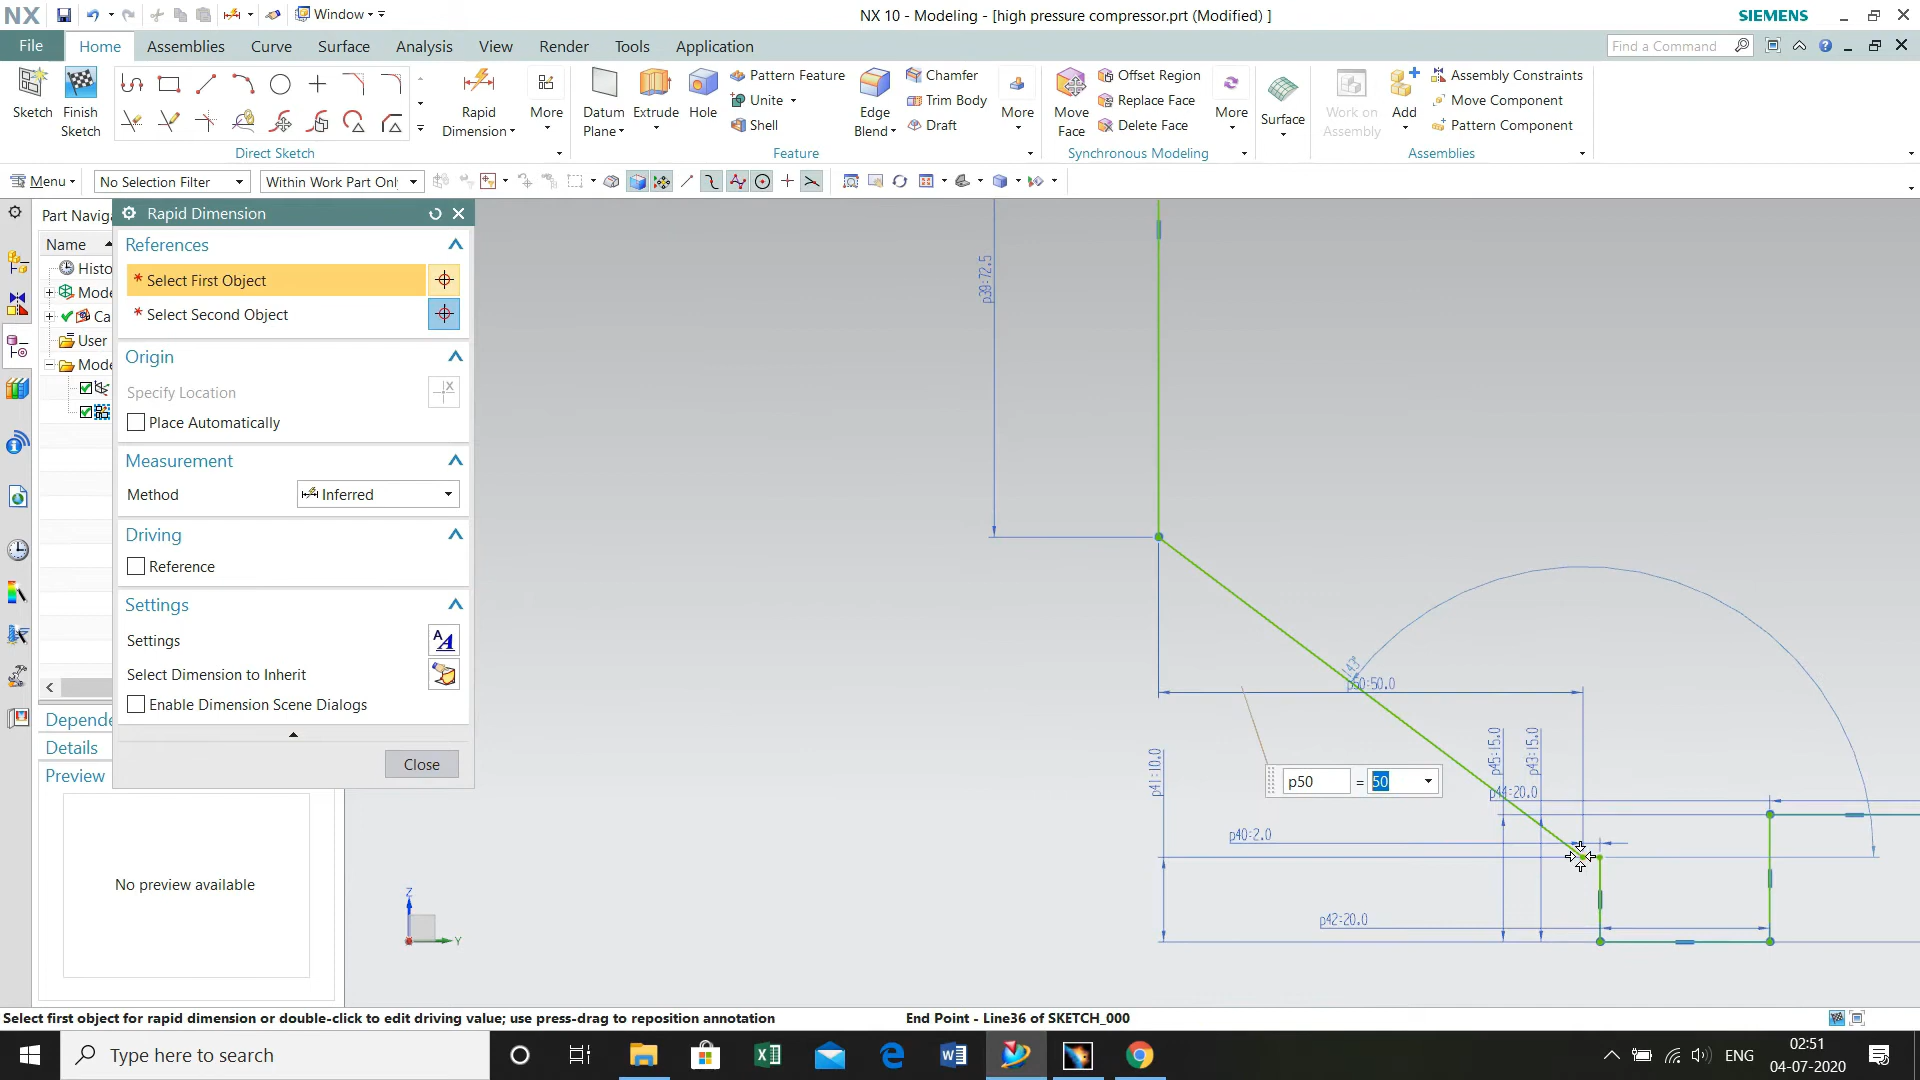 NX
Window
NX 10 - Modeling - [high pressure compressor.prt (Modified) ]
SIEMENS
File
Home
Assemblies
Curve
Surface
Analysis
View
Render
Tools
Application
Find a Command
Sketch
Finish Sketch
Rapid Dimension
More
Datum Plane
Extrude
Hole
Pattern Feature
Unite
Shell
Edge Blend
Chamfer
Trim Body
Draft
More
Move Face
Offset Region
Replace Face
Delete Face
More
Surface
Work on Assembly
Add
Assembly Constraints
Move Component
Pattern Component
Direct Sketch
Feature
Synchronous Modeling
Assemblies
Menu
No Selection Filter
Within Work Part Onl
Part Naviga
Name
Histo
Mode
Ca
User
Mode
Depende
Details
Preview
No preview available
Rapid Dimension
References
* Select First Object
* Select Second Object
Origin
Specify Location
Place Automatically
Measurement
Method
Inferred
Driving
Reference
Settings
Settings
Select Dimension to Inherit
Enable Dimension Scene Dialogs
Close
p39:72.5
p50:50.0
p41:10.0
p45:15.0
p43:15.0
p44:20.0
p40:2.0
p42:20.0
p50 = 50
Z
Y
Select first object for rapid dimension or double-click to edit driving value; use press-drag to reposition annotation
End Point - Line36 of SKETCH_000
Type here to search
ENG
02:51
04-07-2020